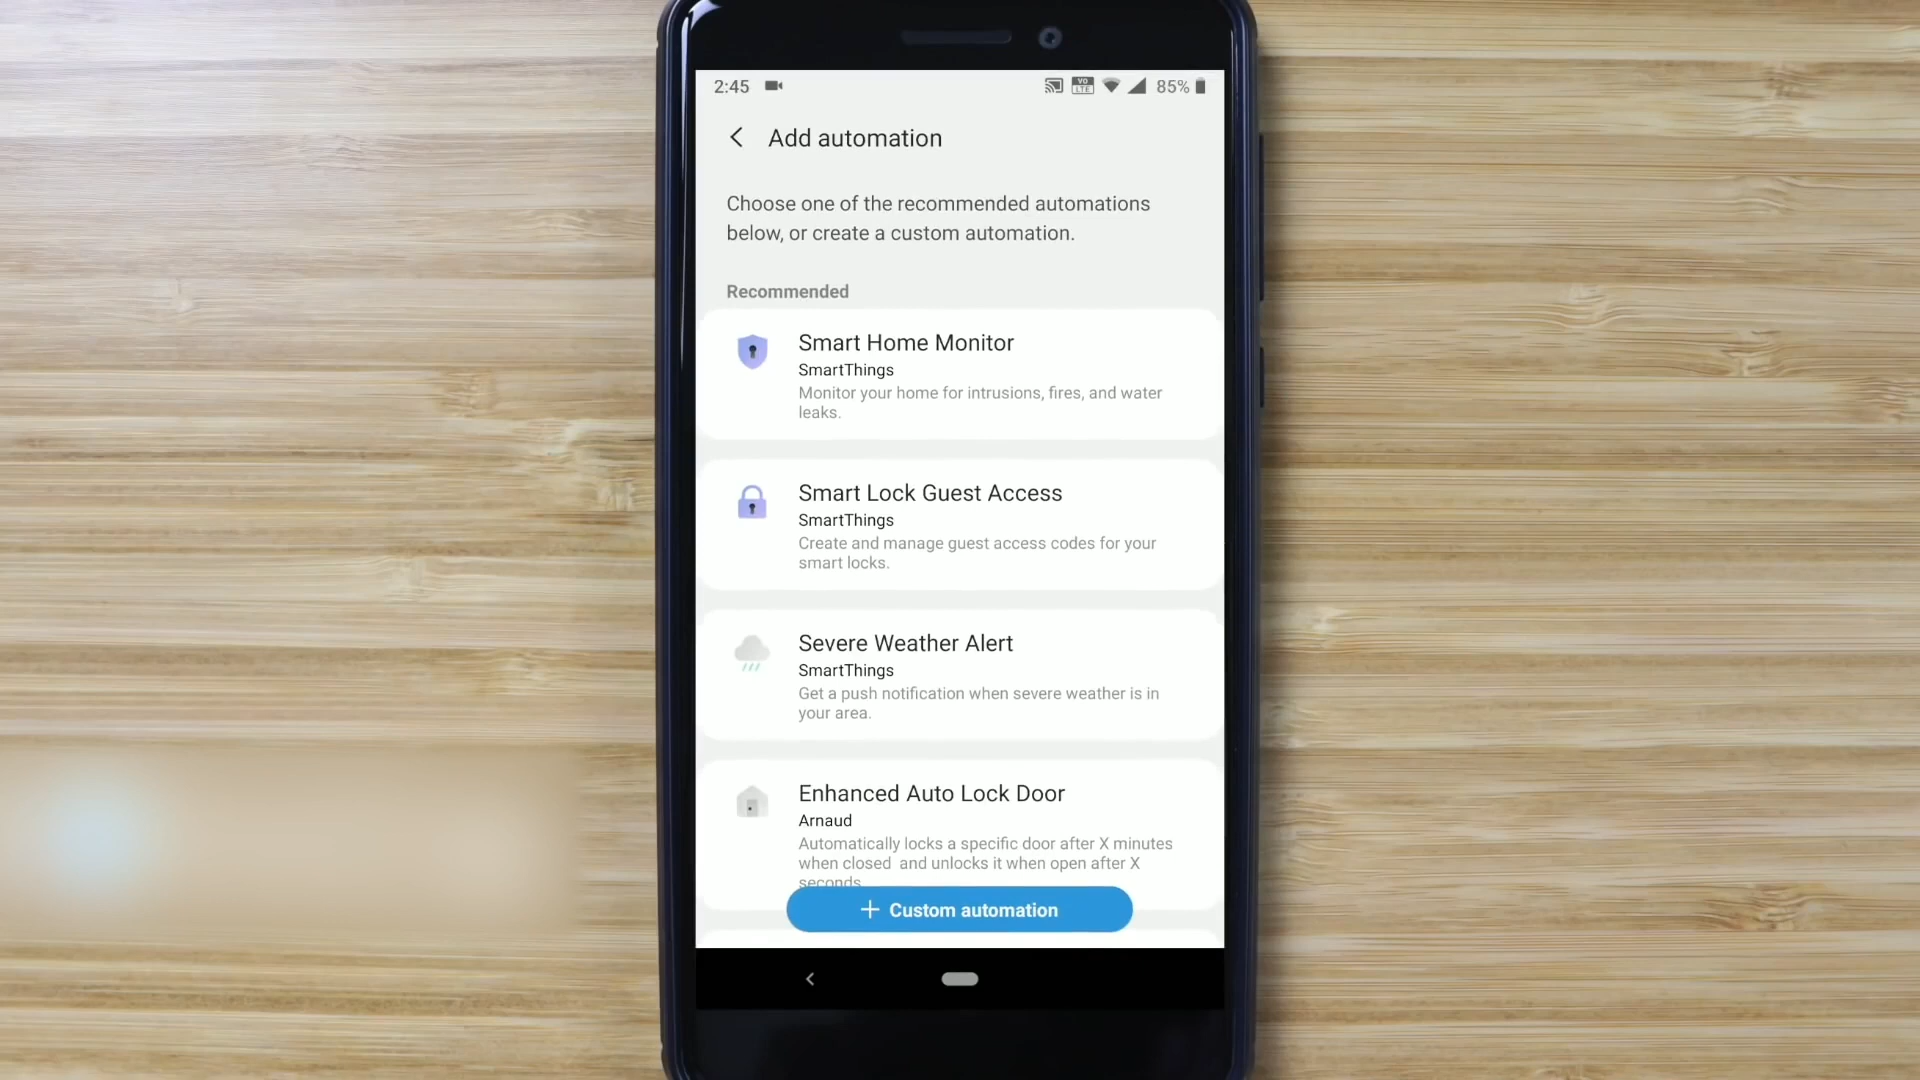 2:45
VO LTE
85%
Add automation
Choose one of the recommended automations
below, or create a custom automation.
Recommended
Smart Home Monitor
SmartThings
Monitor your home for intrusions, fires, and water
leaks.
Smart Lock Guest Access
SmartThings
Create and manage guest access codes for your
smart locks.
Severe Weather Alert
SmartThings
Get a push notification when severe weather is in
your area.
Enhanced Auto Lock Door
Arnaud
Automatically locks a specific door after X minutes
when closed and unlocks it when open after X
seconds.
+ Custom automation